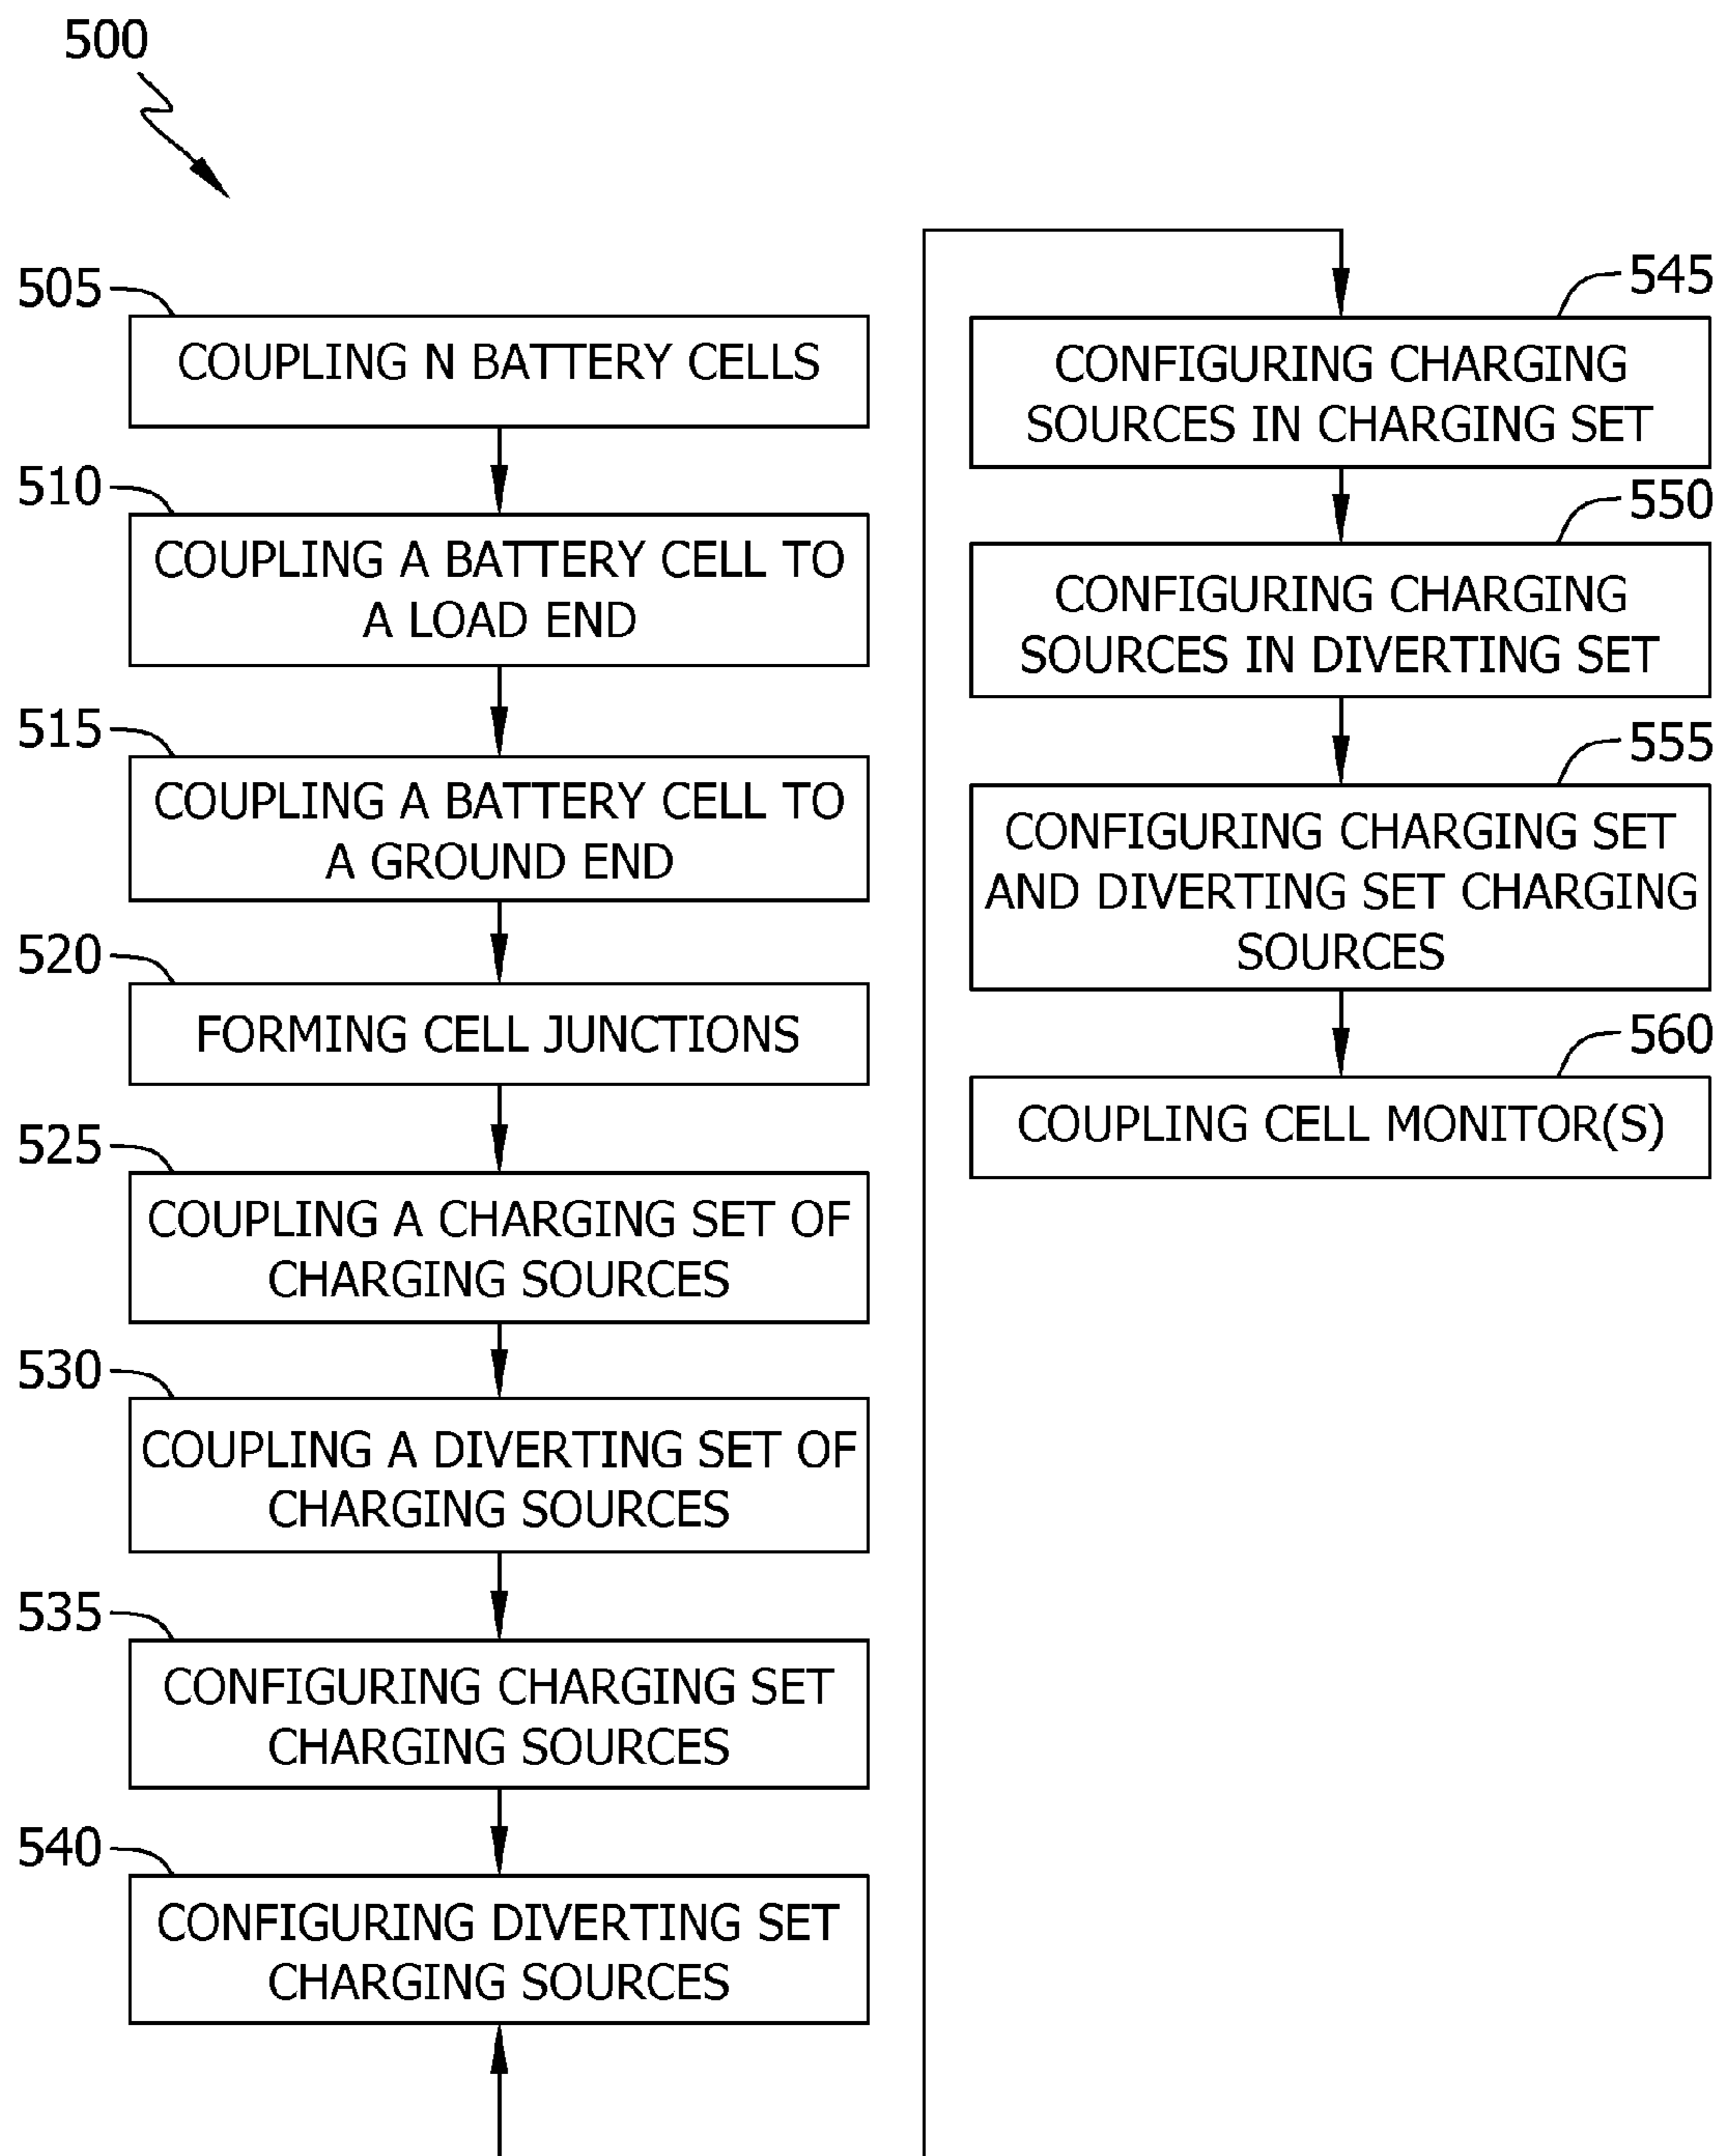 500
505
COUPLING N BATTERY CELLS
510
COUPLING A BATTERY CELL TO
A LOAD END
515
COUPLING A BATTERY CELL TO
A GROUND END
520
FORMING CELL JUNCTIONS
525
COUPLING A CHARGING SET OF
CHARGING SOURCES
530
COUPLING A DIVERTING SET OF
CHARGING SOURCES
535
CONFIGURING CHARGING SET
CHARGING SOURCES
540
CONFIGURING DIVERTING SET
CHARGING SOURCES
545
CONFIGURING CHARGING
SOURCES IN CHARGING SET
550
CONFIGURING CHARGING
SOURCES IN DIVERTING SET
555
CONFIGURING CHARGING SET
AND DIVERTING SET CHARGING
SOURCES
560
COUPLING CELL MONITOR(S)